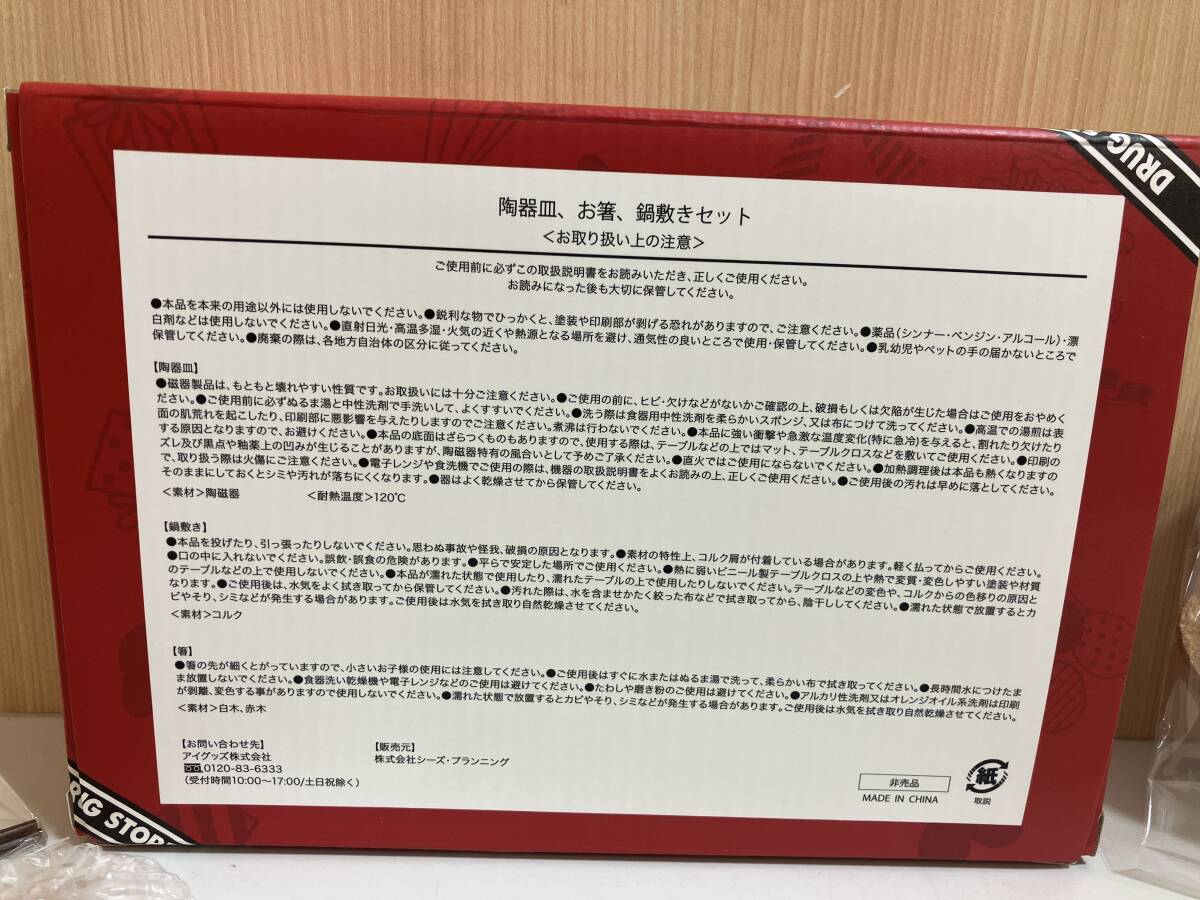 DRUG S
陶器皿、お箸、鍋敷きセット
＜お取り扱い上の注意＞
ご使用前に必ずこの取扱説明書をお読みいただき、正しくご使用ください。
お読みになった後も大切に保管してください。
●本品を本来の用途以外には使用しないでください。●鋭利な物でひっかくと、塗装や印刷部が剥げる恐れがありますので、ご注意ください。●薬品（シンナー・ベンジン・アルコール）・漂
白剤などは使用しないでください。●直射日光・高温多湿・火気の近くや熱源となる場所を避け、通気性の良いところで使用・保管してください。●乳幼児やペットの手の届かないところで
保管してください。●廃棄の際は、各地方自治体の区分に従ってください。
【陶器皿】
●磁器製品は、もともと壊れやすい性質です。お取扱いには十分ご注意ください。●ご使用の前に、ヒビ・欠けなどがないかご確認の上、破損もしくは欠陥が生じた場合はご使用をおやめく
ださい。●ご使用前に必ずぬるま湯と中性洗剤で手洗いして、よくすすいでください。●洗う際は食器用中性洗剤を柔らかいスポンジ、又は布につけて洗ってください。●高温での湯煎は表
面の肌荒れを起こしたり、印刷部に悪影響を与えたりしますのでご注意ください。煮沸は行わないでください。●本品に強い衝撃や急激な温度変化（特に急冷）を与えると、割れたり欠けたり
する原因となりますので、お避けください。●本品の底面はざらつくものもありますので、使用する際は、テーブルなどの上ではマット、テーブルクロスなどを敷いてご使用ください。●印刷の
ズレ及び黒点や釉薬上の凹みが生じることがありますが、陶磁器特有の風合いとして予めご了承ください。●直火ではご使用にならないでください。●加熱調理後は本品も熱くなりますの
で、取り扱う際は火傷にご注意ください。●電子レンジや食洗機でご使用の際は、機器の取扱説明書をよくお読みの上、正しくご使用ください。●ご使用後の汚れは早めに落としてください。
そのままにしておくとシミや汚れが落ちにくくなります。●器はよく乾燥させてから保管してください。
＜素材＞陶磁器 ＜耐熱温度＞120℃
【鍋敷き】
●本品を投げたり、引っ張ったりしないでください。思わぬ事故や怪我、破損の原因となります。●素材の特性上、コルク屑が付着している場合があります。軽く払ってからご使用ください。
●口の中に入れないでください。誤飲・誤食の危険があります。●平らで安定した場所でご使用ください。●熱に弱いビニール製テーブルクロスの上や熱で変質・変色しやすい塗装や材質
のテーブルなどの上で使用しないでください。●本品が濡れた状態で使用したり、濡れたテーブルの上で使用したりしないでください。テーブルなどの変色や、コルクからの色移りの原因と
なります。●ご使用後は、水気をよく拭き取ってから保管してください。●汚れた際は、水を含ませかたく絞った布などで拭き取ってから、陰干ししてください。●濡れた状態で放置するとカ
ビやそり、シミなどが発生する場合があります。ご使用後は水気を拭き取り自然乾燥させてください。
＜素材＞コルク
【箸】
●箸の先が細くとがっていますので、小さいお子様の使用には注意してください。●ご使用後はすぐに水またはぬるま湯で洗って、柔らかい布で拭き取ってください。●長時間水につけたま
ま放置しないでください。●食器洗い乾燥機や電子レンジなどのご使用は避けてください。●たわしや磨き粉のご使用は避けてください。●アルカリ性洗剤又はオレンジオイル系洗剤は印刷
が剥離、変色する事がありますので使用しないでください。●濡れた状態で放置するとカビやそり、シミなどが発生する場合があります。ご使用後は水気を拭き取り自然乾燥させてください。
＜素材＞白木、赤木
【お問い合わせ先】
アイグッズ株式会社
0120-83-6333
（受付時間10:00～17:00/土日祝除く）
【販売元】
株式会社シーズ・プランニング
非売品
MADE IN CHINA
紙
取説
RUG STOR